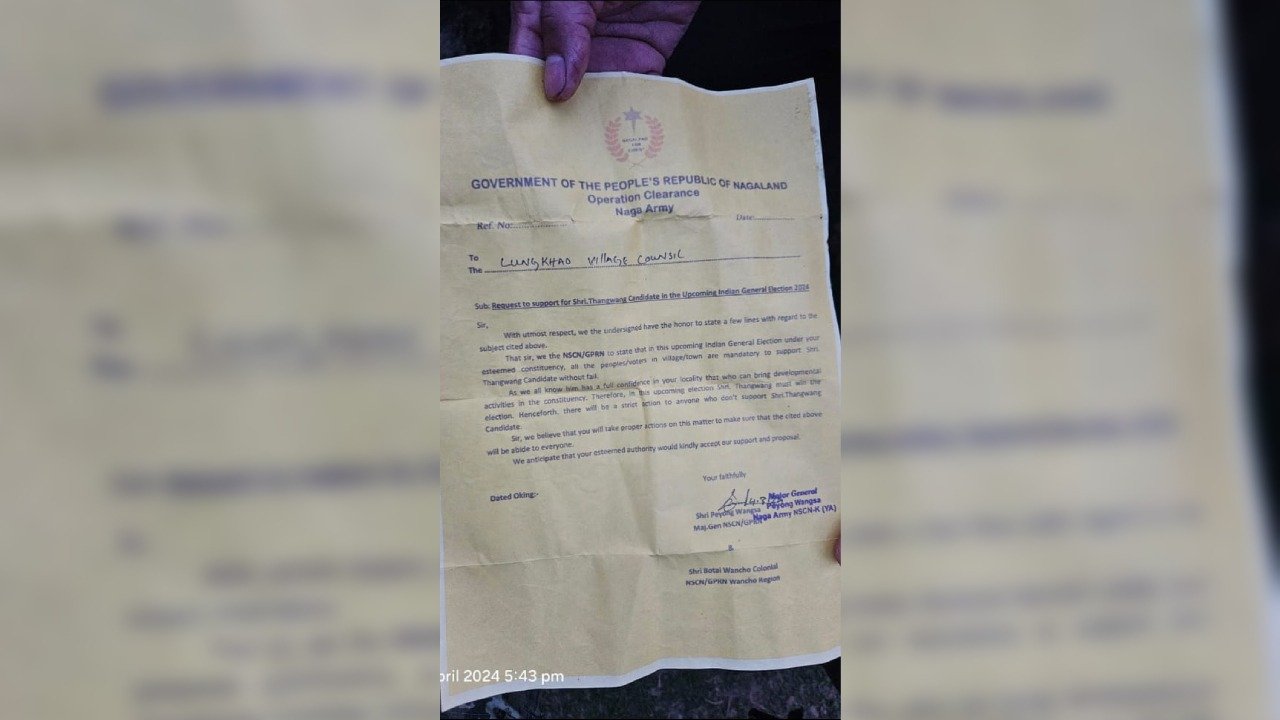 NAGALAND
FOR
CHRIST
GOVERNMENT OF THE PEOPLE'S REPUBLIC OF NAGALAND
Operation Clearance
Naga Army
Ref. No:.....................
Date:..............
To
The LUNGKHAO Village COUNSIL
Sub: Request to support for Shri.Thangwang Candidate in the Upcoming Indian General Election 2024
Sir,
With utmost respect, we the undersigned have the honor to state a few lines with regard to the
subject cited above.
That sir, we the NSCN/GPRN to state that in this upcoming Indian General Election under your
esteemed constituency, all the peoples/voters in village/town are mandatory to support Shri.
Thangwang Candidate without fail.
As we all know him has a full confidence in your locality that who can bring developmental
activities in the constituency. Therefore, in this upcoming election Shri. Thangwang must win the
election. Henceforth, there will be a strict action to anyone who don't support Shri.Thangwang
Candidate.
Sir, we believe that you will take proper actions on this matter to make sure that the cited above
will be abide to everyone.
We anticipate that your esteemed authority would kindly accept our support and proposal.
Your faithfully
Dated Oking:-
Shri Peyong Wangsa
Maj.Gen NSCN/GPRN
Major General
Peyong Wangsa
Naga Army NSCN-K (YA)
&
Shri Botai Wancho Colonial
NSCN/GPRN Wancho Region
pril 2024 5:43 pm